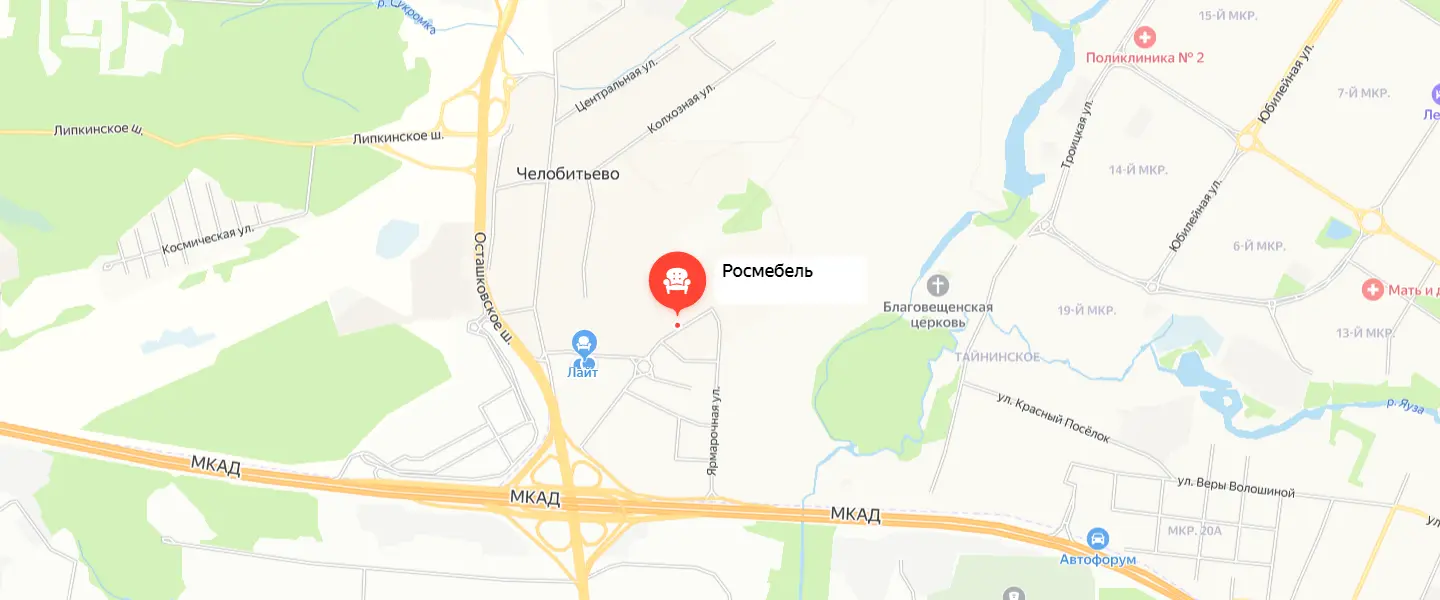 р. Сукромка
15-Й МКР.
Поликлиника № 2
Юбилейная ул.
Центральная ул.
7-Й МКР.
Колхозная ул.
Липкинское ш.
Липкинское ш.
Троицкая ул.
14-Й МКР.
Челобитьево
Юбилейная ул.
Космическая ул.
6-Й МКР.
Осташковское ш.
Росмебель
Благовещенская
церковь
Мать и д
19-Й МКР.
13-Й МКР.
ТАЙНИНСКОЕ
Лайт
ул. Красный Посёлок
р. Яуза
Ярмарочная ул.
МКАД
МКАД
МКАД
ул. Веры Волошиной
МКР. 20А
Автофорум